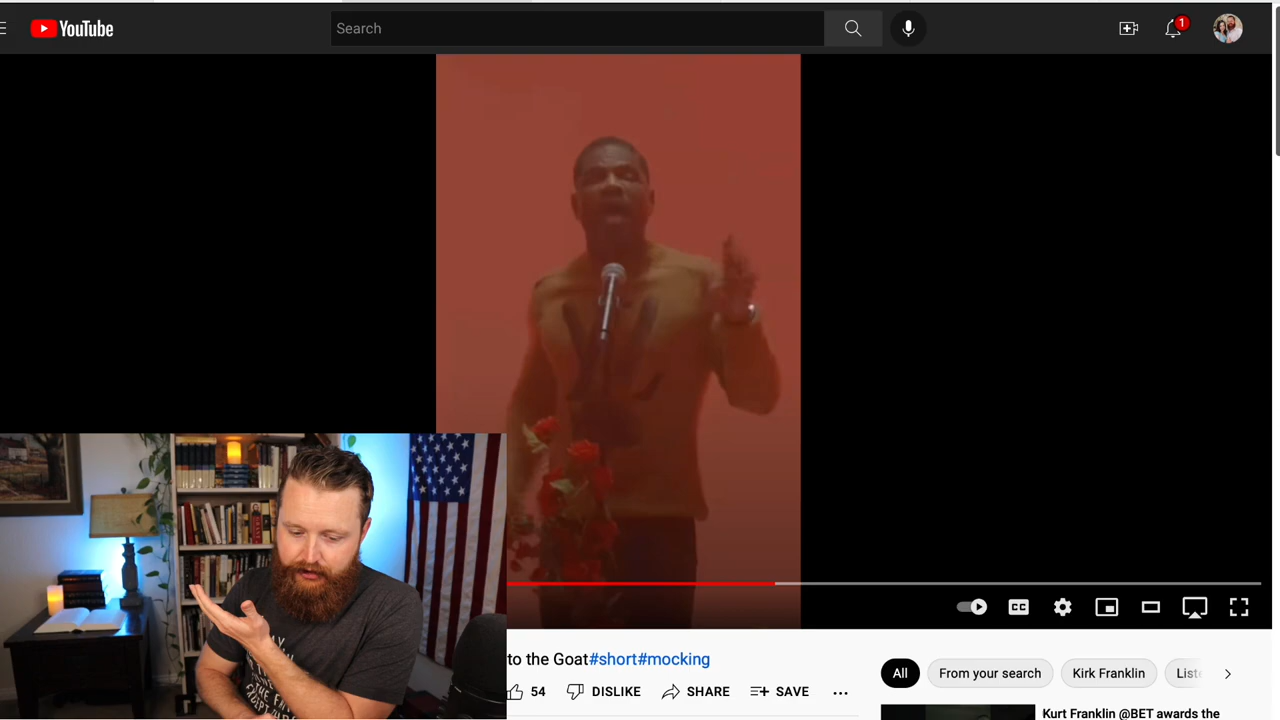 YouTube
Search
1
to the Goat#short#mocking
54
DISLIKE
SHARE
SAVE
...
CC
All
From your search
Kirk Franklin
Kurt Franklin @BET awards the